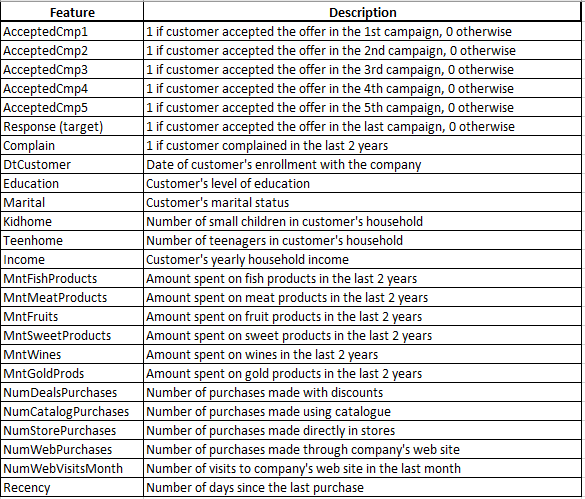 Feature Description
AcceptedCmp1 1 if customer accepted the offer in the 1st campaign, 0 otherwise
AcceptedCmp2 1 if customer accepted the offer in the 2nd campaign, 0 otherwise
AcceptedCmp3 1 if customer accepted the offer in the 3rd campaign, 0 otherwise
AcceptedCmp4 1 if customer accepted the offer in the 4th campaign, 0 otherwise
AcceptedCmp5 1 if customer accepted the offer in the 5th campaign, 0 otherwise
Response (target) 1 if customer accepted the offer in the last campaign, 0 otherwise
Complain 1 if customer complained in the last 2 years
DtCustomer Date of customer's enrollment with the company
Education Customer's level of education
Marital Customer's marital status
Kidhome Number of small children in customer's household
Teenhome Number of teenagers in customer's household
Income Customer's yearly household income
MntFishProducts Amount spent on fish products in the last 2 years
MntMeatProducts Amount spent on meat products in the last 2 years
MntFruits Amount spent on fruit products in the last 2 years
MntSweetProducts Amount spent on sweet products in the last 2 years
MntWines Amount spent on wines in the last 2 years
MntGoldProds Amount spent on gold products in the last 2 years
NumDealsPurchases Number of purchases made with discounts
NumCatalogPurchases Number of purchases made using catalogue
NumStorePurchases Number of purchases made directly in stores
NumWebPurchases Number of purchases made through company's web site
NumWebVisitsMonth Number of visits to company's web site in the last month
Recency Number of days since the last purchase